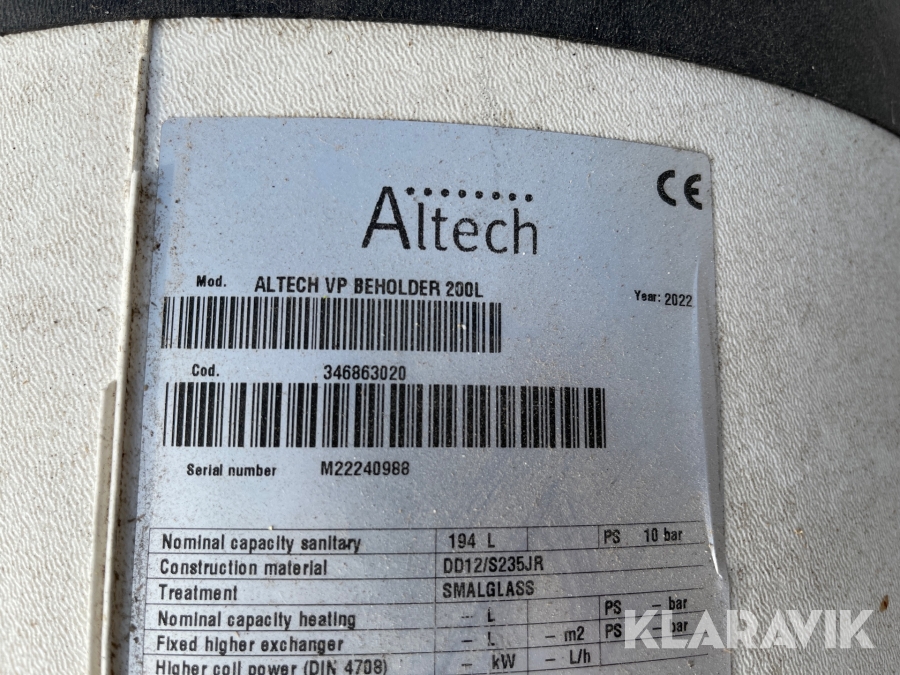 Altech
CE
Mod. ALTECH VP BEHOLDER 200L
Year: 2022
Cod. 346863020
Serial number M22240988
Nominal capacity sanitary 194 L PS 10 bar
Construction material DD12/S235JR
Treatment SMALGLASS
Nominal capacity heating – L PS – bar
Fixed higher exchanger – L – m2 PS bar
Higher coil power (DIN 4708) – kW – L/h
KLARAVIK